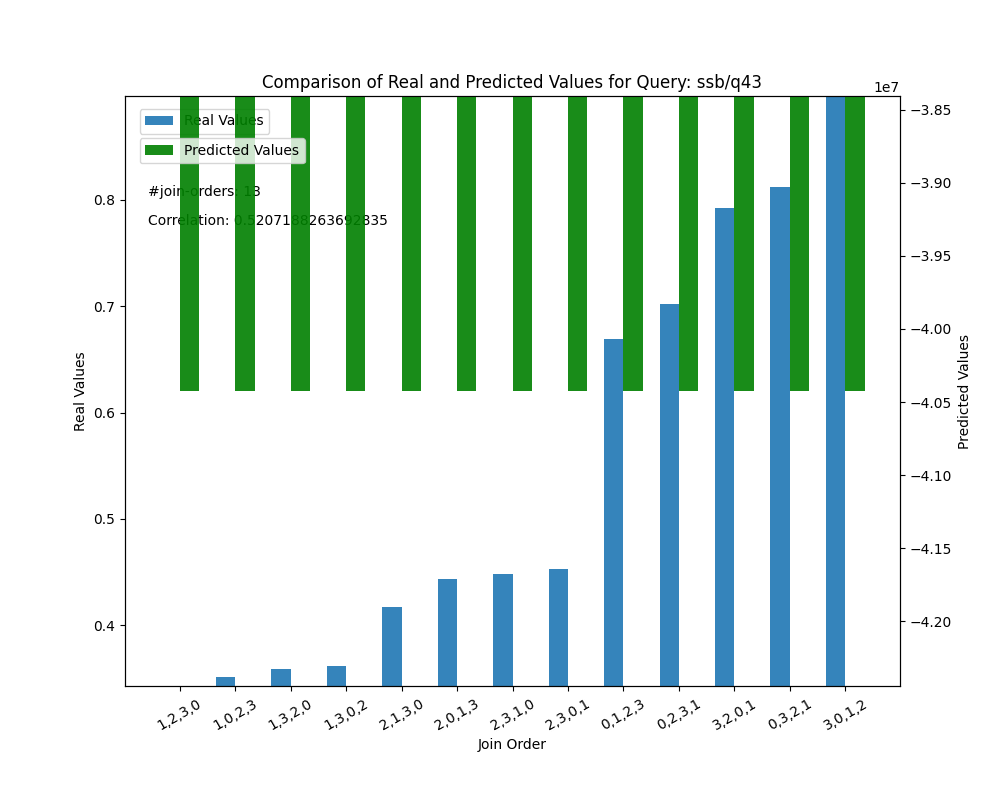 Comparison of Real and Predicted Values for Query: ssb/q43
1e7
Real Values
Predicted Values
#join-orders: 13
Correlation: 0.5207188263692835
0.8
0.7
0.6
0.5
0.4
Real Values
−3.85
−3.90
−3.95
−4.00
−4.05
−4.10
−4.15
−4.20
Predicted Values
1,2,3,0
1,0,2,3
1,3,2,0
1,3,0,2
2,1,3,0
2,0,1,3
2,3,1,0
2,3,0,1
0,1,2,3
0,2,3,1
3,2,0,1
0,3,2,1
3,0,1,2
Join Order